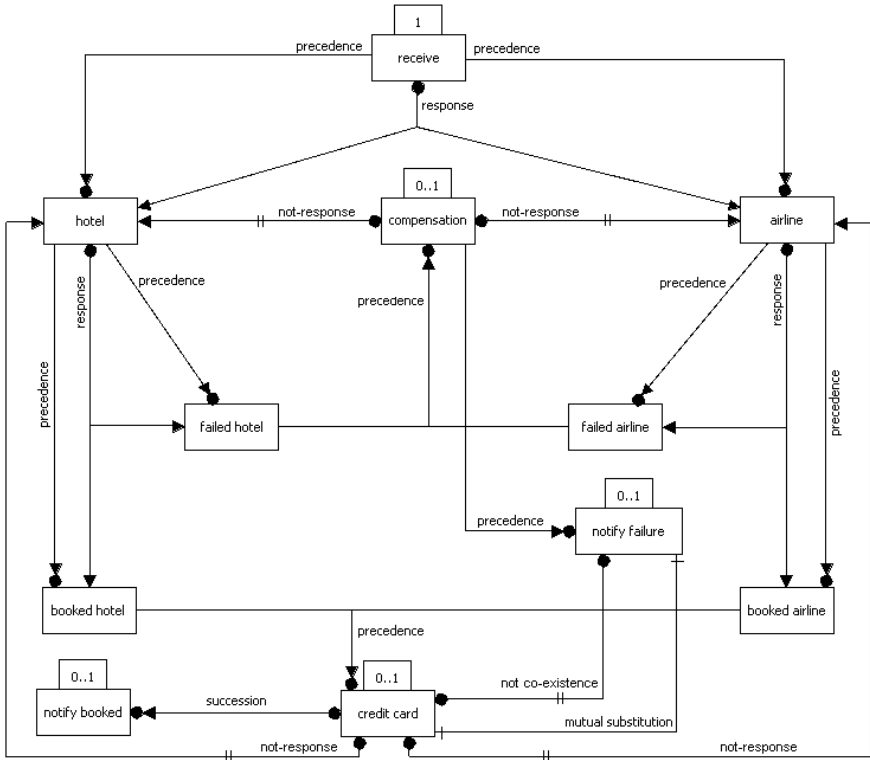 1
precedence
precedence
receive
response
0..1
hotel
not-response
compensation
not-response
airline
response
precedence
precedence
precedence
response
precedence
precedence
failed hotel
failed airline
0..1
precedence
notify failure
booked hotel
booked airline
precedence
0..1
0..1
not co-existence
succession
notify booked
credit card
mutual substitution
not-response
not-response